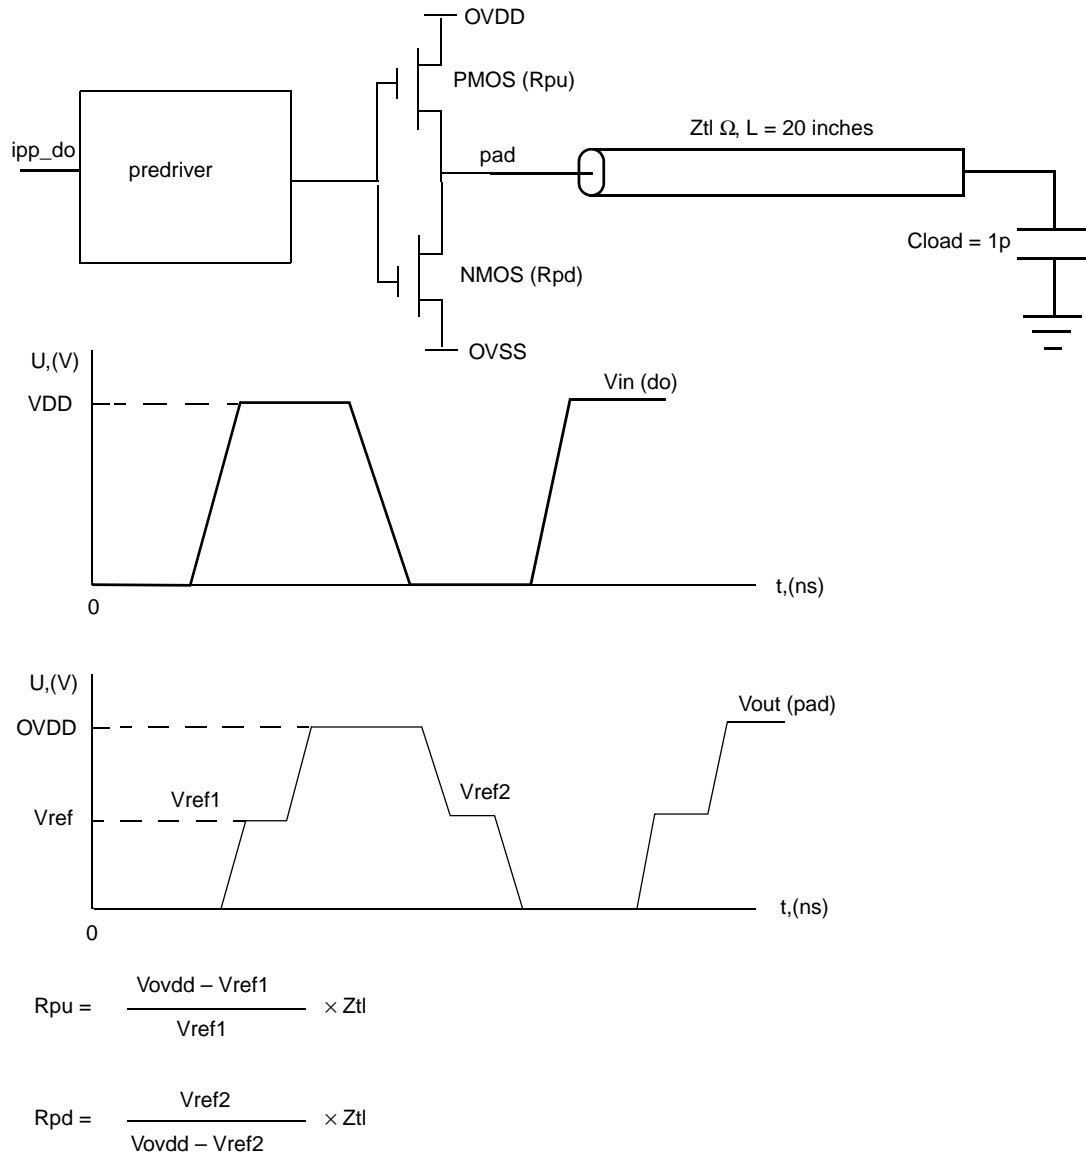 OVDD
PMOS (Rpu)
Ztl Ω, L = 20 inches
ipp_do
predriver
pad
Cload = 1p
NMOS (Rpd)
OVSS
U,(V)
VDD
Vin (do)
t,(ns)
0
U,(V)
OVDD
Vout (pad)
Vref1
Vref2
Vref
t,(ns)
0
Vovdd – Vref1
Rpu = × Ztl
Vref1
Vref2
Rpd = × Ztl
Vovdd – Vref2